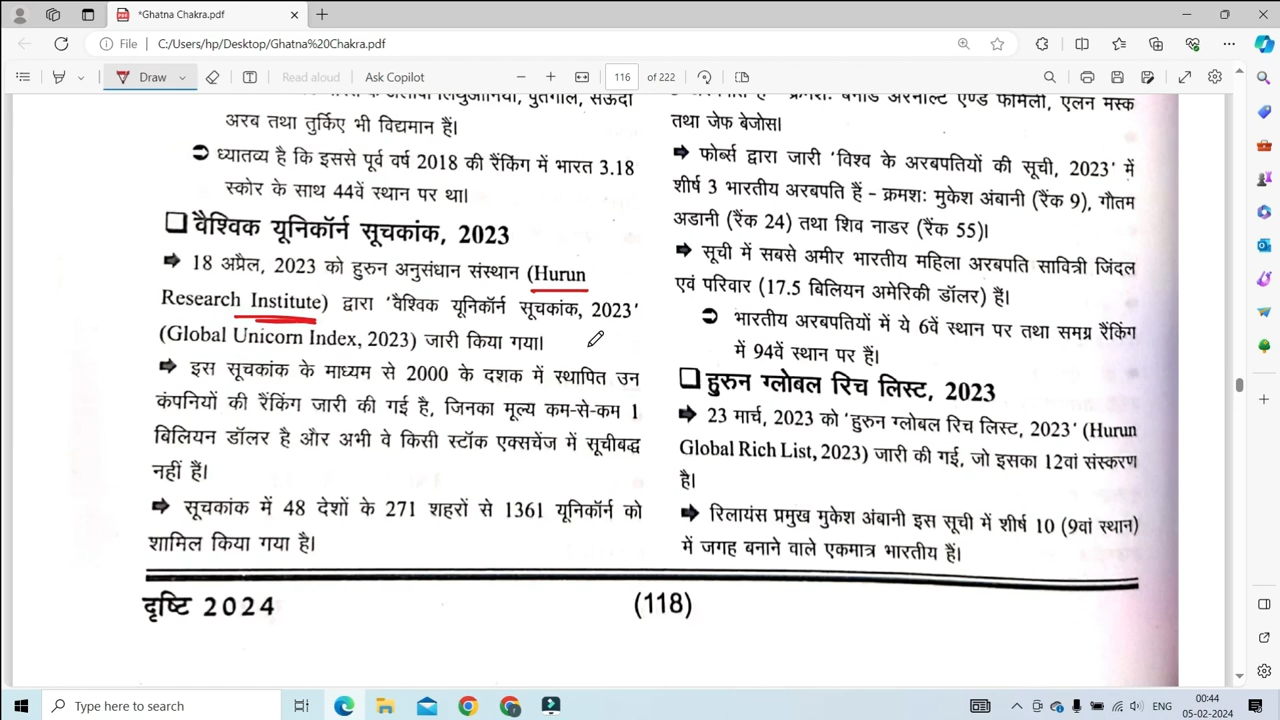 *Ghatna Chakra.pdf
File C:/Users/hp/Desktop/Ghatna%20Chakra.pdf
Draw Read aloud Ask Copilot 116 of 222
अरब तथा तुर्किए भी विद्यमान हैं।
ध्यातव्य है कि इससे पूर्व वर्ष 2018 की रैंकिंग में भारत 3.18
स्कोर के साथ 44वें स्थान पर था।
वैश्विक यूनिकॉर्न सूचकांक, 2023
18 अप्रैल, 2023 को हुरुन अनुसंधान संस्थान (Hurun
Research Institute) द्वारा 'वैश्विक यूनिकॉर्न सूचकांक, 2023'
(Global Unicorn Index, 2023) जारी किया गया।
इस सूचकांक के माध्यम से 2000 के दशक में स्थापित उन
कंपनियों की रैंकिंग जारी की गई है, जिनका मूल्य कम-से-कम 1
बिलियन डॉलर है और अभी वे किसी स्टॉक एक्सचेंज में सूचीबद्ध
नहीं हैं।
सूचकांक में 48 देशों के 271 शहरों से 1361 यूनिकॉर्न को
शामिल किया गया है।
तथा जेफ बेजोस।
फोर्ब्स द्वारा जारी 'विश्व के अरबपतियों की सूची, 2023' में
शीर्ष 3 भारतीय अरबपति हैं - क्रमशः मुकेश अंबानी (रैंक 9), गौतम
अडानी (रैंक 24) तथा शिव नाडर (रैंक 55)।
सूची में सबसे अमीर भारतीय महिला अरबपति सावित्री जिंदल
एवं परिवार (17.5 बिलियन अमेरिकी डॉलर) हैं।
भारतीय अरबपतियों में ये 6वें स्थान पर तथा समग्र रैंकिंग
में 94वें स्थान पर हैं।
हुरुन ग्लोबल रिच लिस्ट, 2023
23 मार्च, 2023 को 'हुरुन ग्लोबल रिच लिस्ट, 2023' (Hurun
Global Rich List, 2023) जारी की गई, जो इसका 12वां संस्करण
है।
रिलायंस प्रमुख मुकेश अंबानी इस सूची में शीर्ष 10 (9वां स्थान)
में जगह बनाने वाले एकमात्र भारतीय हैं।
दृष्टि 2024 (118)
Type here to search ENG 00:44
05-02-2024